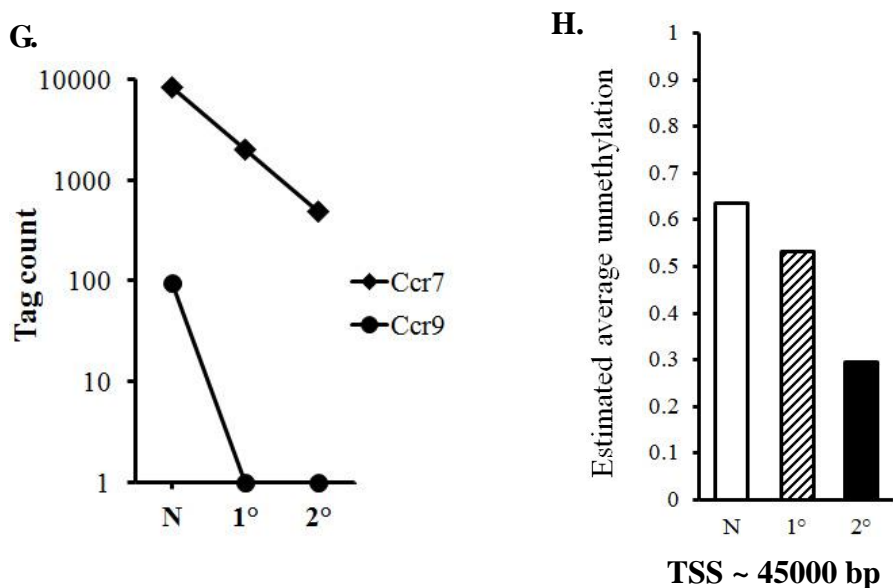 G.
Tag count
10000
1000
100
10
1
N 1° 2°
Ccr7
Ccr9
H.
Estimated average unmethylation
1
0.9
0.8
0.7
0.6
0.5
0.4
0.3
0.2
0.1
0
N 1° 2°
TSS ~ 45000 bp